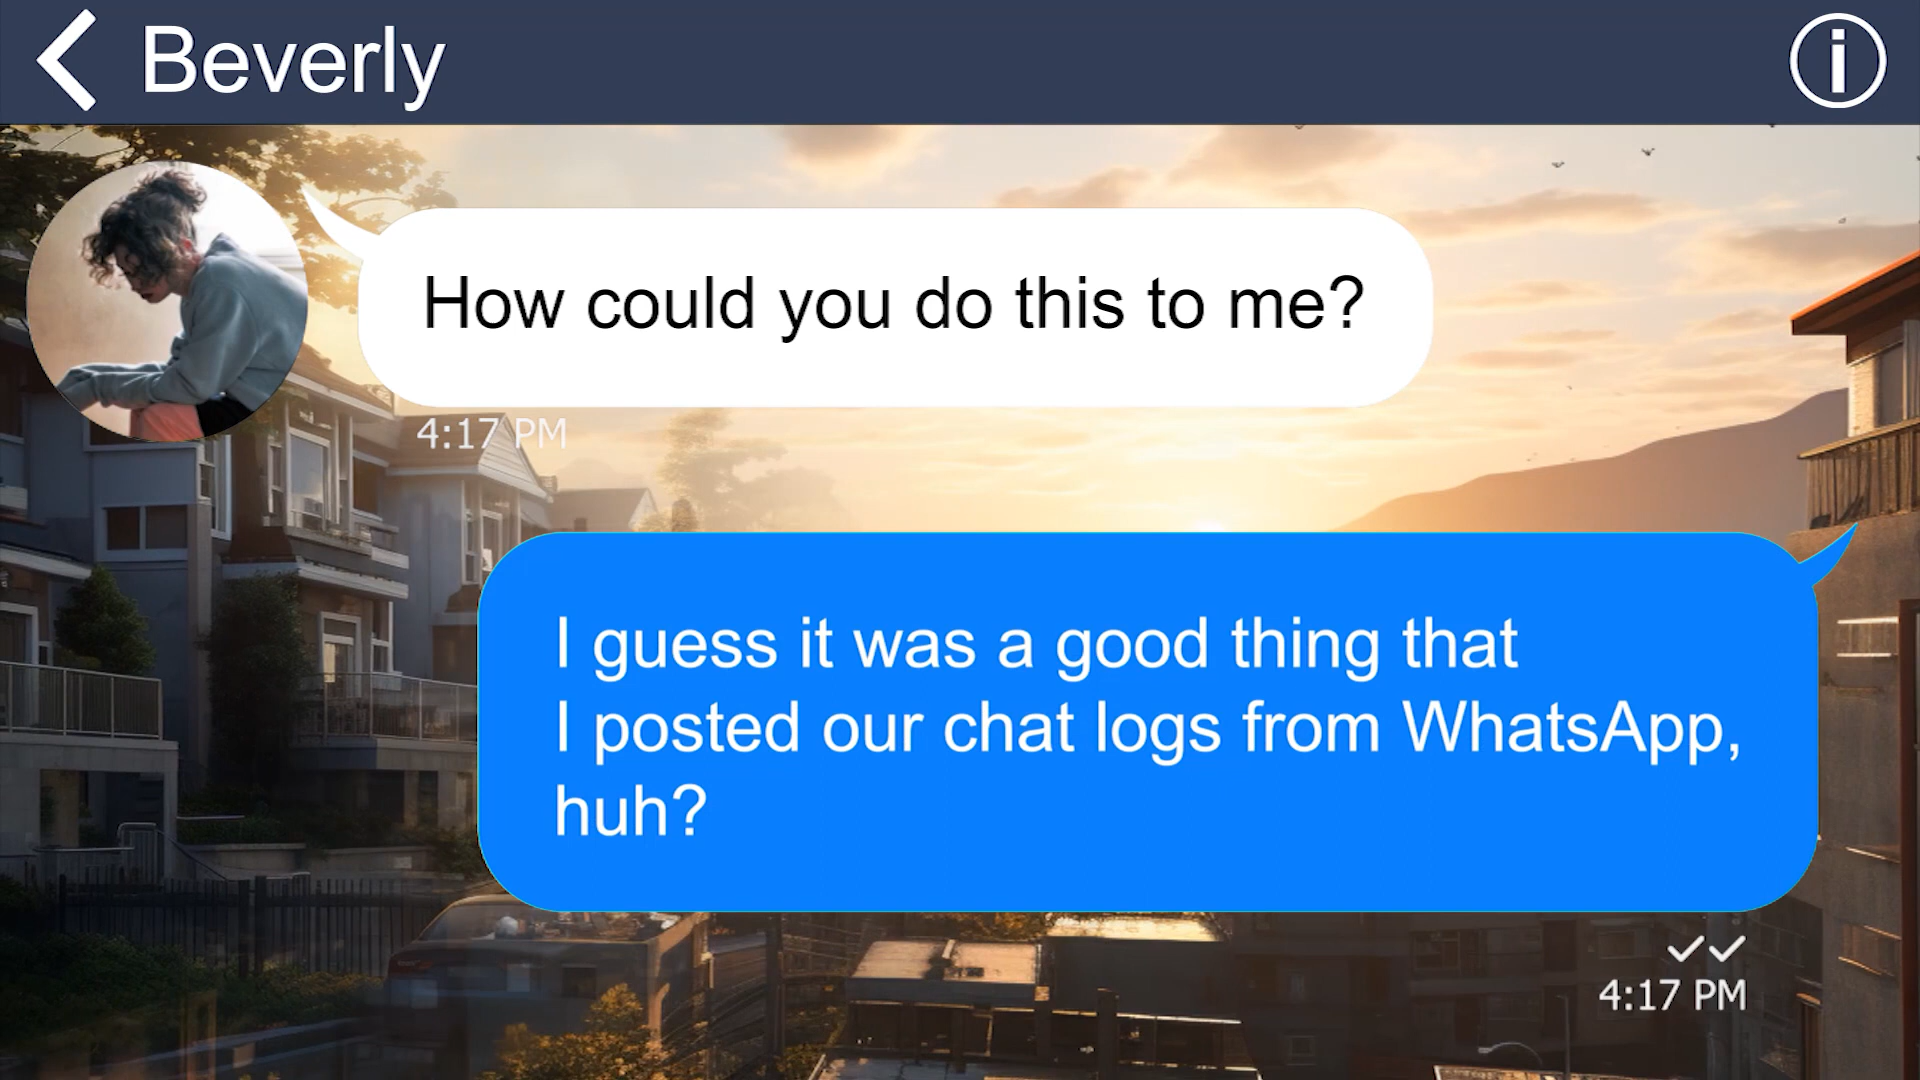 Beverly
How could you do this to me?
4:17 PM
I guess it was a good thing that
I posted our chat logs from WhatsApp,
huh?
4:17 PM